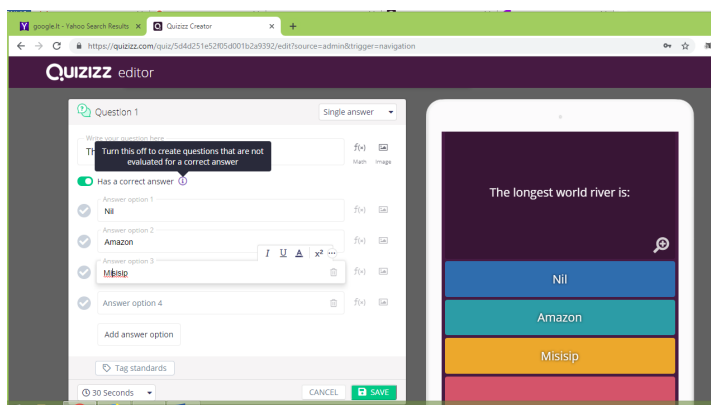 google.lt - Yahoo Search Results
Quizizz Creator
https://quizizz.com/quiz/5d4d251e52f05d001b2a9392/edit?source=admin&trigger=navigation
QUIZIZZ editor
Question 1
Single answer
Write your question here
Th
Turn this off to create questions that are not
evaluated for a correct answer
f(x)
Math
Image
Has a correct answer
Answer option 1
Nil
f(x)
Answer option 2
Amazon
f(x)
I U A x² ...
Answer option 3
Misisip
f(x)
Answer option 4
f(x)
Add answer option
Tag standards
30 Seconds
CANCEL
SAVE
The longest world river is:
Nil
Amazon
Misisip